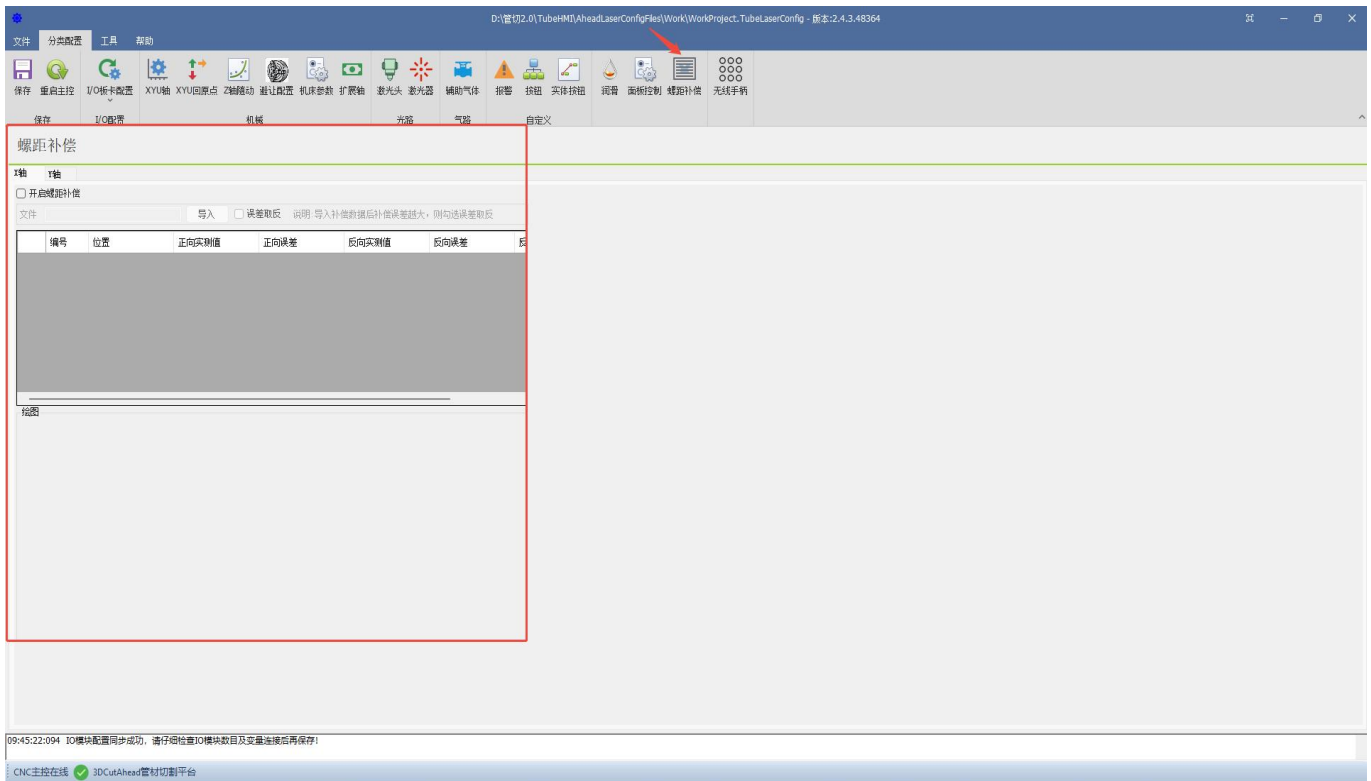 D:\管切2.0\TubeHMI\AheadLaserConfigFiles\Work\WorkProject.TubeLaserConfig - 版本:2.4.3.48364
文件 分类配置 工具 帮助
保存 重启主控 I/O板卡配置 XYU轴 XYU回原点 Z轴随动 避让配置 机床参数 扩展轴 激光头 激光器 辅助气体 报警 按钮 实体按钮 润滑 面板控制 螺距补偿 无线手柄
保存 I/O配置 机械 光路 气路 自定义
螺距补偿
X轴 Y轴
开启螺距补偿
文件 导入 误差取反 说明:导入补偿数据后补偿误差越大，则勾选误差取反
编号 位置 正向实测值 正向误差 反向实测值 反向误差 反
绘图
09:45:22:094 IO模块配置同步成功，请仔细检查IO模块数目及变量连接后再保存!
CNC主控在线 3DCutAhead管材切割平台